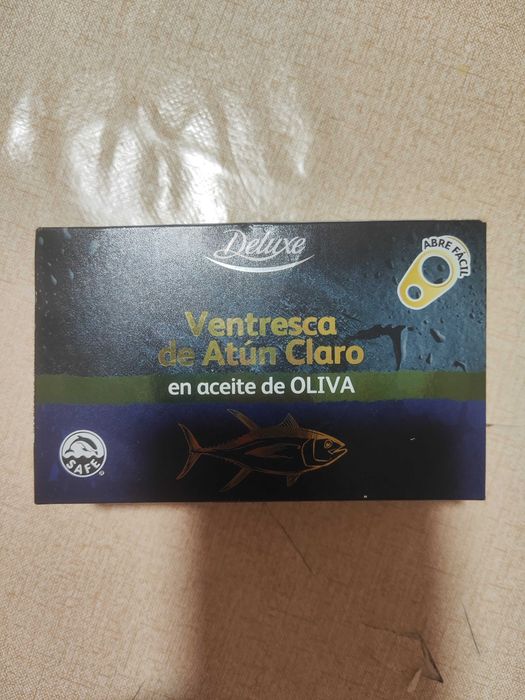 Deluxe
ABRE FÁCIL
Ventresca
de Atún Claro
en aceite de OLIVA
SAFE